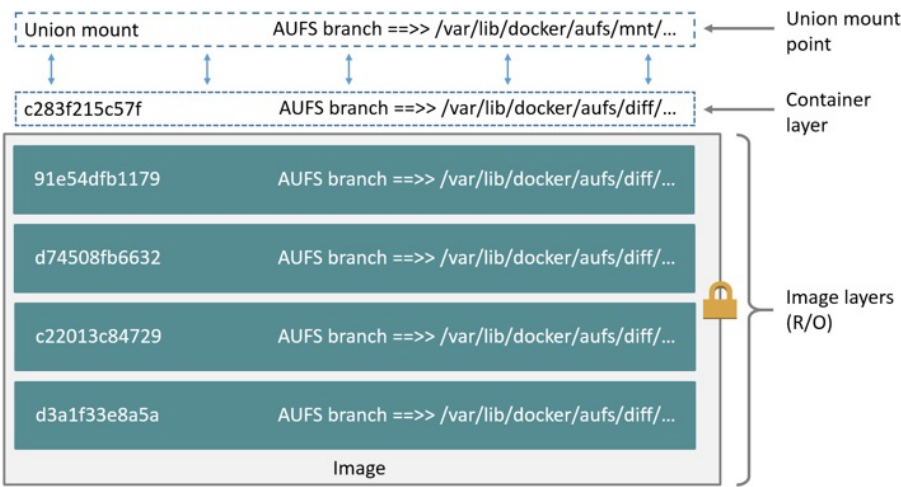 Union mount AUFS branch ==>> /var/lib/docker/aufs/mnt/...
Union mount
point
c283f215c57f AUFS branch ==>> /var/lib/docker/aufs/diff/...
Container
layer
91e54dfb1179 AUFS branch ==>> /var/lib/docker/aufs/diff/...
d74508fb6632 AUFS branch ==>> /var/lib/docker/aufs/diff/...
c22013c84729 AUFS branch ==>> /var/lib/docker/aufs/diff/...
d3a1f33e8a5a AUFS branch ==>> /var/lib/docker/aufs/diff/...
Image layers
(R/O)
Image